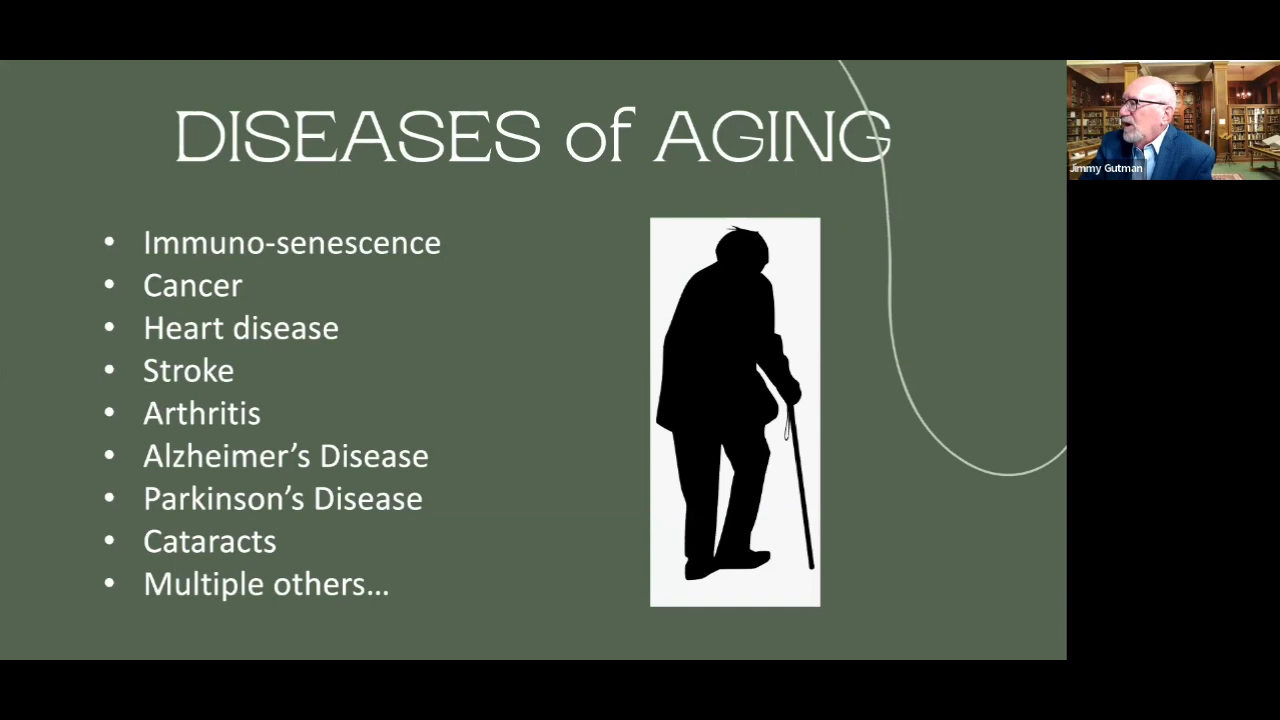 DISEASES of AGING
• Immuno-senescence
• Cancer
• Heart disease
• Stroke
• Arthritis
• Alzheimer’s Disease
• Parkinson’s Disease
• Cataracts
• Multiple others…
Jimmy Gutman